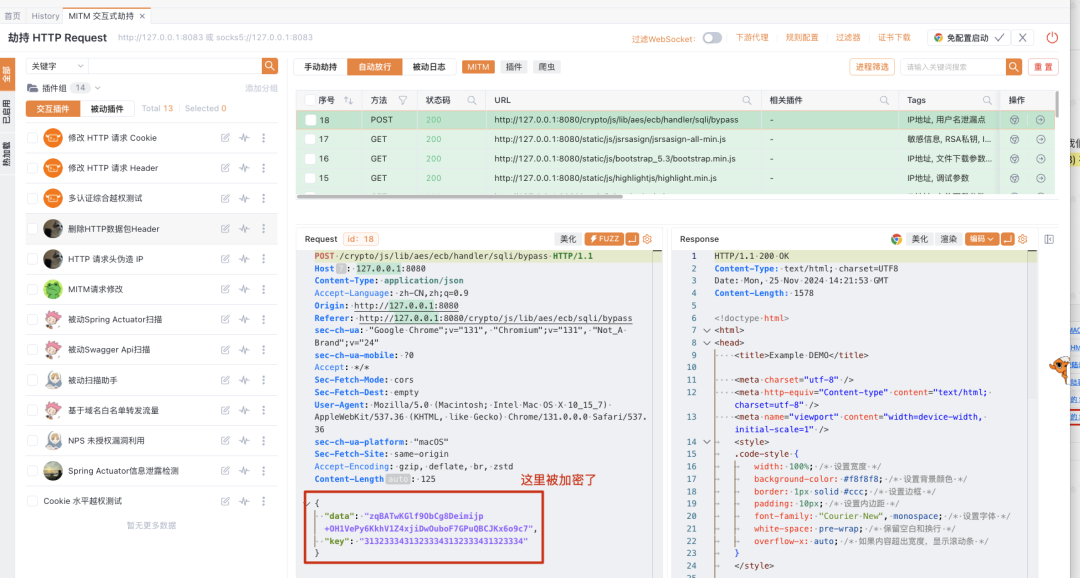 首页 History MITM 交互式劫持 ×
劫持 HTTP Request http://127.0.0.1:8083 或 socks5://127.0.0.1:8083
过滤WebSocket: 下游代理 规则配置 过滤器 证书下载 免配置启动
全部
已启用
热加载
关键字
插件组 14 添加分组
交互插件 被动插件 Total 13 Selected 0
修改 HTTP 请求 Cookie
修改 HTTP 请求 Header
多认证综合越权测试
删除HTTP数据包Header
HTTP 请求头伪造 IP
MITM请求修改
被动Spring Actuator扫描
被动Swagger Api扫描
被动扫描助手
基于域名白名单转发流量
NPS 未授权漏洞利用
Spring Actuator信息泄露检测
Cookie 水平越权测试
暂无更多数据
手动劫持 自动放行 被动日志 MITM 插件 爬虫 进程筛选 请输入关键词搜索 重 置
序号 方法 状态码 URL 相关插件 Tags 操作
18 POST 200 http://127.0.0.1:8080/crypto/js/lib/aes/ecb/handler/sqli/bypass - IP地址, 用户名泄漏点
17 GET 200 http://127.0.0.1:8080/static/js/jsrsasign/jsrsasign-all-min.js - 敏感信息, RSA私钥, I...
16 GET 200 http://127.0.0.1:8080/static/js/bootstrap_5.3/bootstrap.min.js - IP地址, 文件下载参数...
15 GET 200 http://127.0.0.1:8080/static/js/highlightjs/highlight.min.js - IP地址, 调试参数
Request id: 18 美化 FUZZ
POST /crypto/js/lib/aes/ecb/handler/sqli/bypass HTTP/1.1
Host ? : 127.0.0.1:8080
Content-Type: application/json
Accept-Language: zh-CN,zh;q=0.9
Origin: http://127.0.0.1:8080
Referer: http://127.0.0.1:8080/crypto/js/lib/aes/ecb/handler/sqli/bypass
sec-ch-ua: "Google Chrome";v="131", "Chromium";v="131", "Not_A
Brand";v="24"
sec-ch-ua-mobile: ?0
Accept: */*
Sec-Fetch-Mode: cors
Sec-Fetch-Dest: empty
User-Agent: Mozilla/5.0 (Macintosh; Intel Mac OS X 10_15_7)
AppleWebKit/537.36 (KHTML, like Gecko) Chrome/131.0.0.0 Safari/537.
36
sec-ch-ua-platform: "macOS"
Sec-Fetch-Site: same-origin
Accept-Encoding: gzip, deflate, br, zstd
Content-Length auto : 125
这里被加密了
{
"data": "zqBATwKGlf9ObCg8Deimijp
+OH1VePy6KkhV1Z4xjiDwOuboF7GPuQBCJKx6o9c7",
"key": "31323334313233343132333431323334"
}
Response 美化 渲染 编码
1 HTTP/1.1 200 OK
2 Content-Type: text/html; charset=UTF8
3 Date: Mon, 25 Nov 2024 14:21:53 GMT
4 Content-Length: 1578
5
6 <!doctype html>
7 <html>
8 <head>
9 <title>Example DEMO</title>
10
11 <meta charset="utf-8" />
12 <meta http-equiv="Content-type" content="text/html;
charset=utf-8" />
13 <meta name="viewport" content="width=device-width,
initial-scale=1" />
14 <style>
15 .code-style {
16 width: 100%; /* 设置宽度 */
17 background-color: #f8f8f8; /* 设置背景颜色 */
18 border: 1px solid #ccc; /* 设置边框 */
19 padding: 10px; /* 设置内边距 */
20 font-family: "Courier New", monospace; /* 设置字体 */
21 white-space: pre-wrap; /* 保留空白和换行 */
22 overflow-x: auto; /* 如果内容超出宽度，显示滚动条 */
23 }
24 </style>